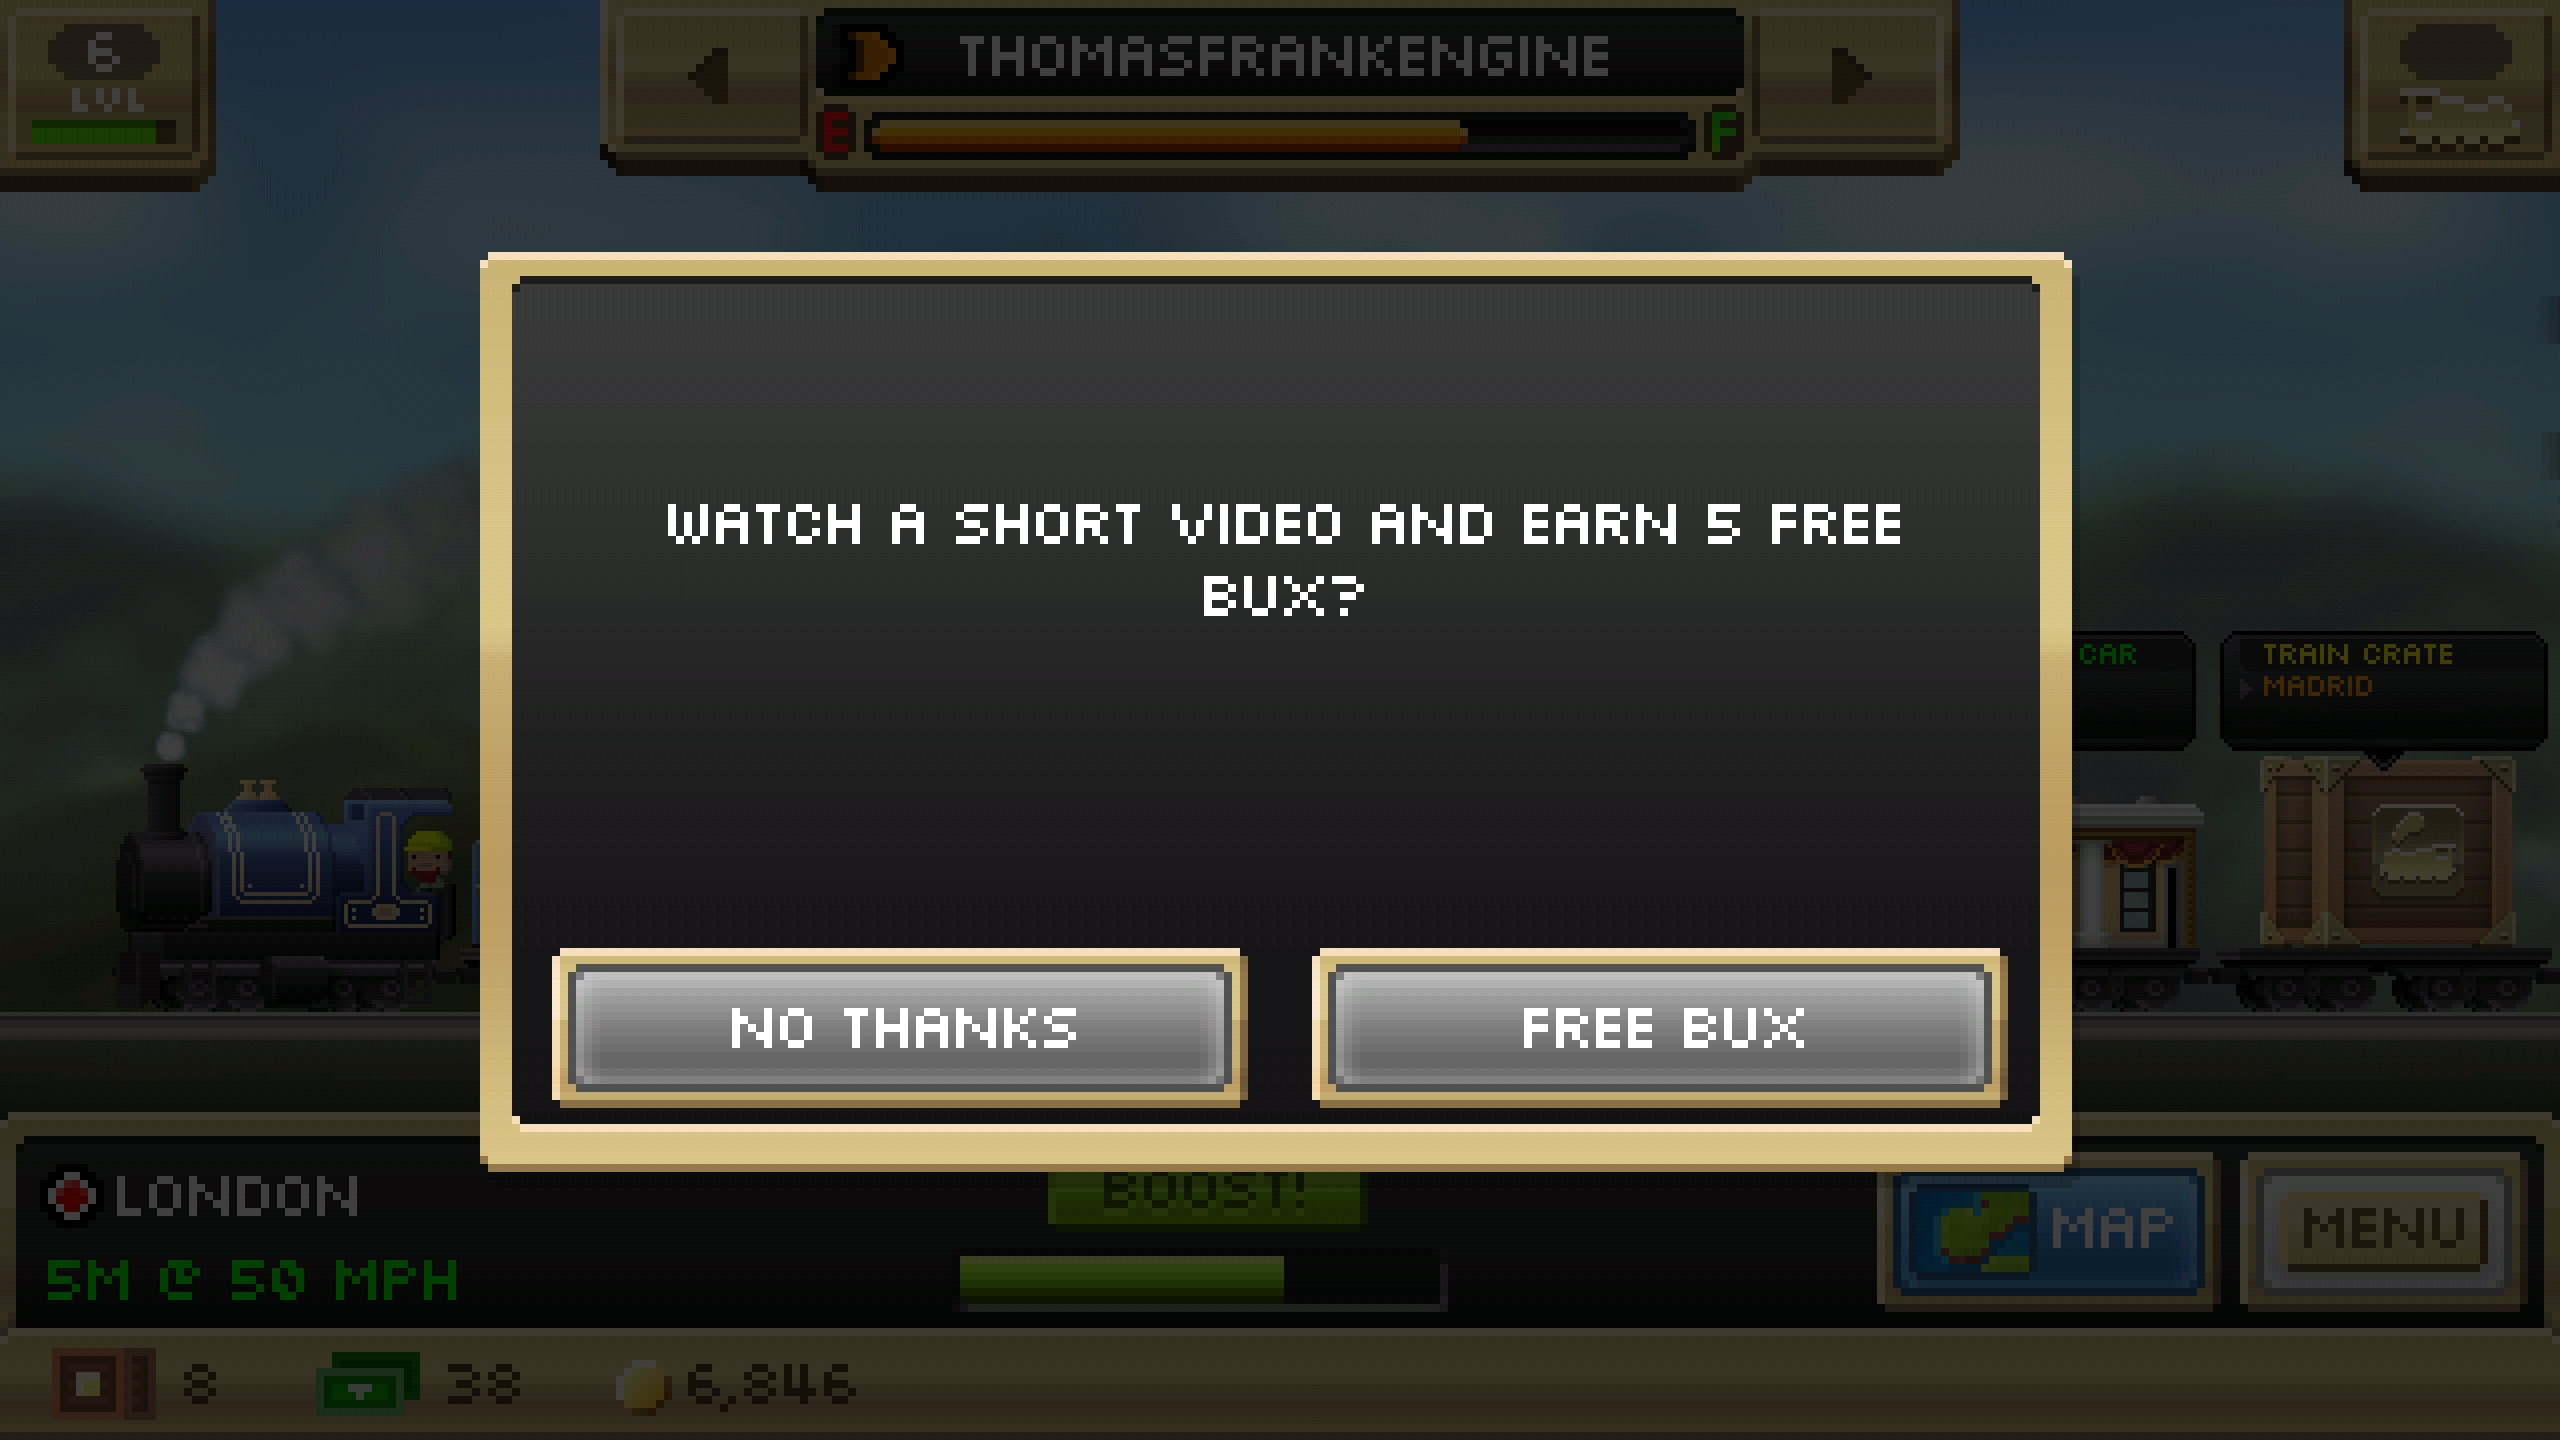 6
LVL
THOMASFRANKENGINE
E
F
WATCH A SHORT VIDEO AND EARN 5 FREE
BUX?
CAR
TRAIN CRATE
MADRID
NO THANKS
FREE BUX
LONDON
5M @ 50 MPH
BOOST!
MAP
MENU
8
38
6,846